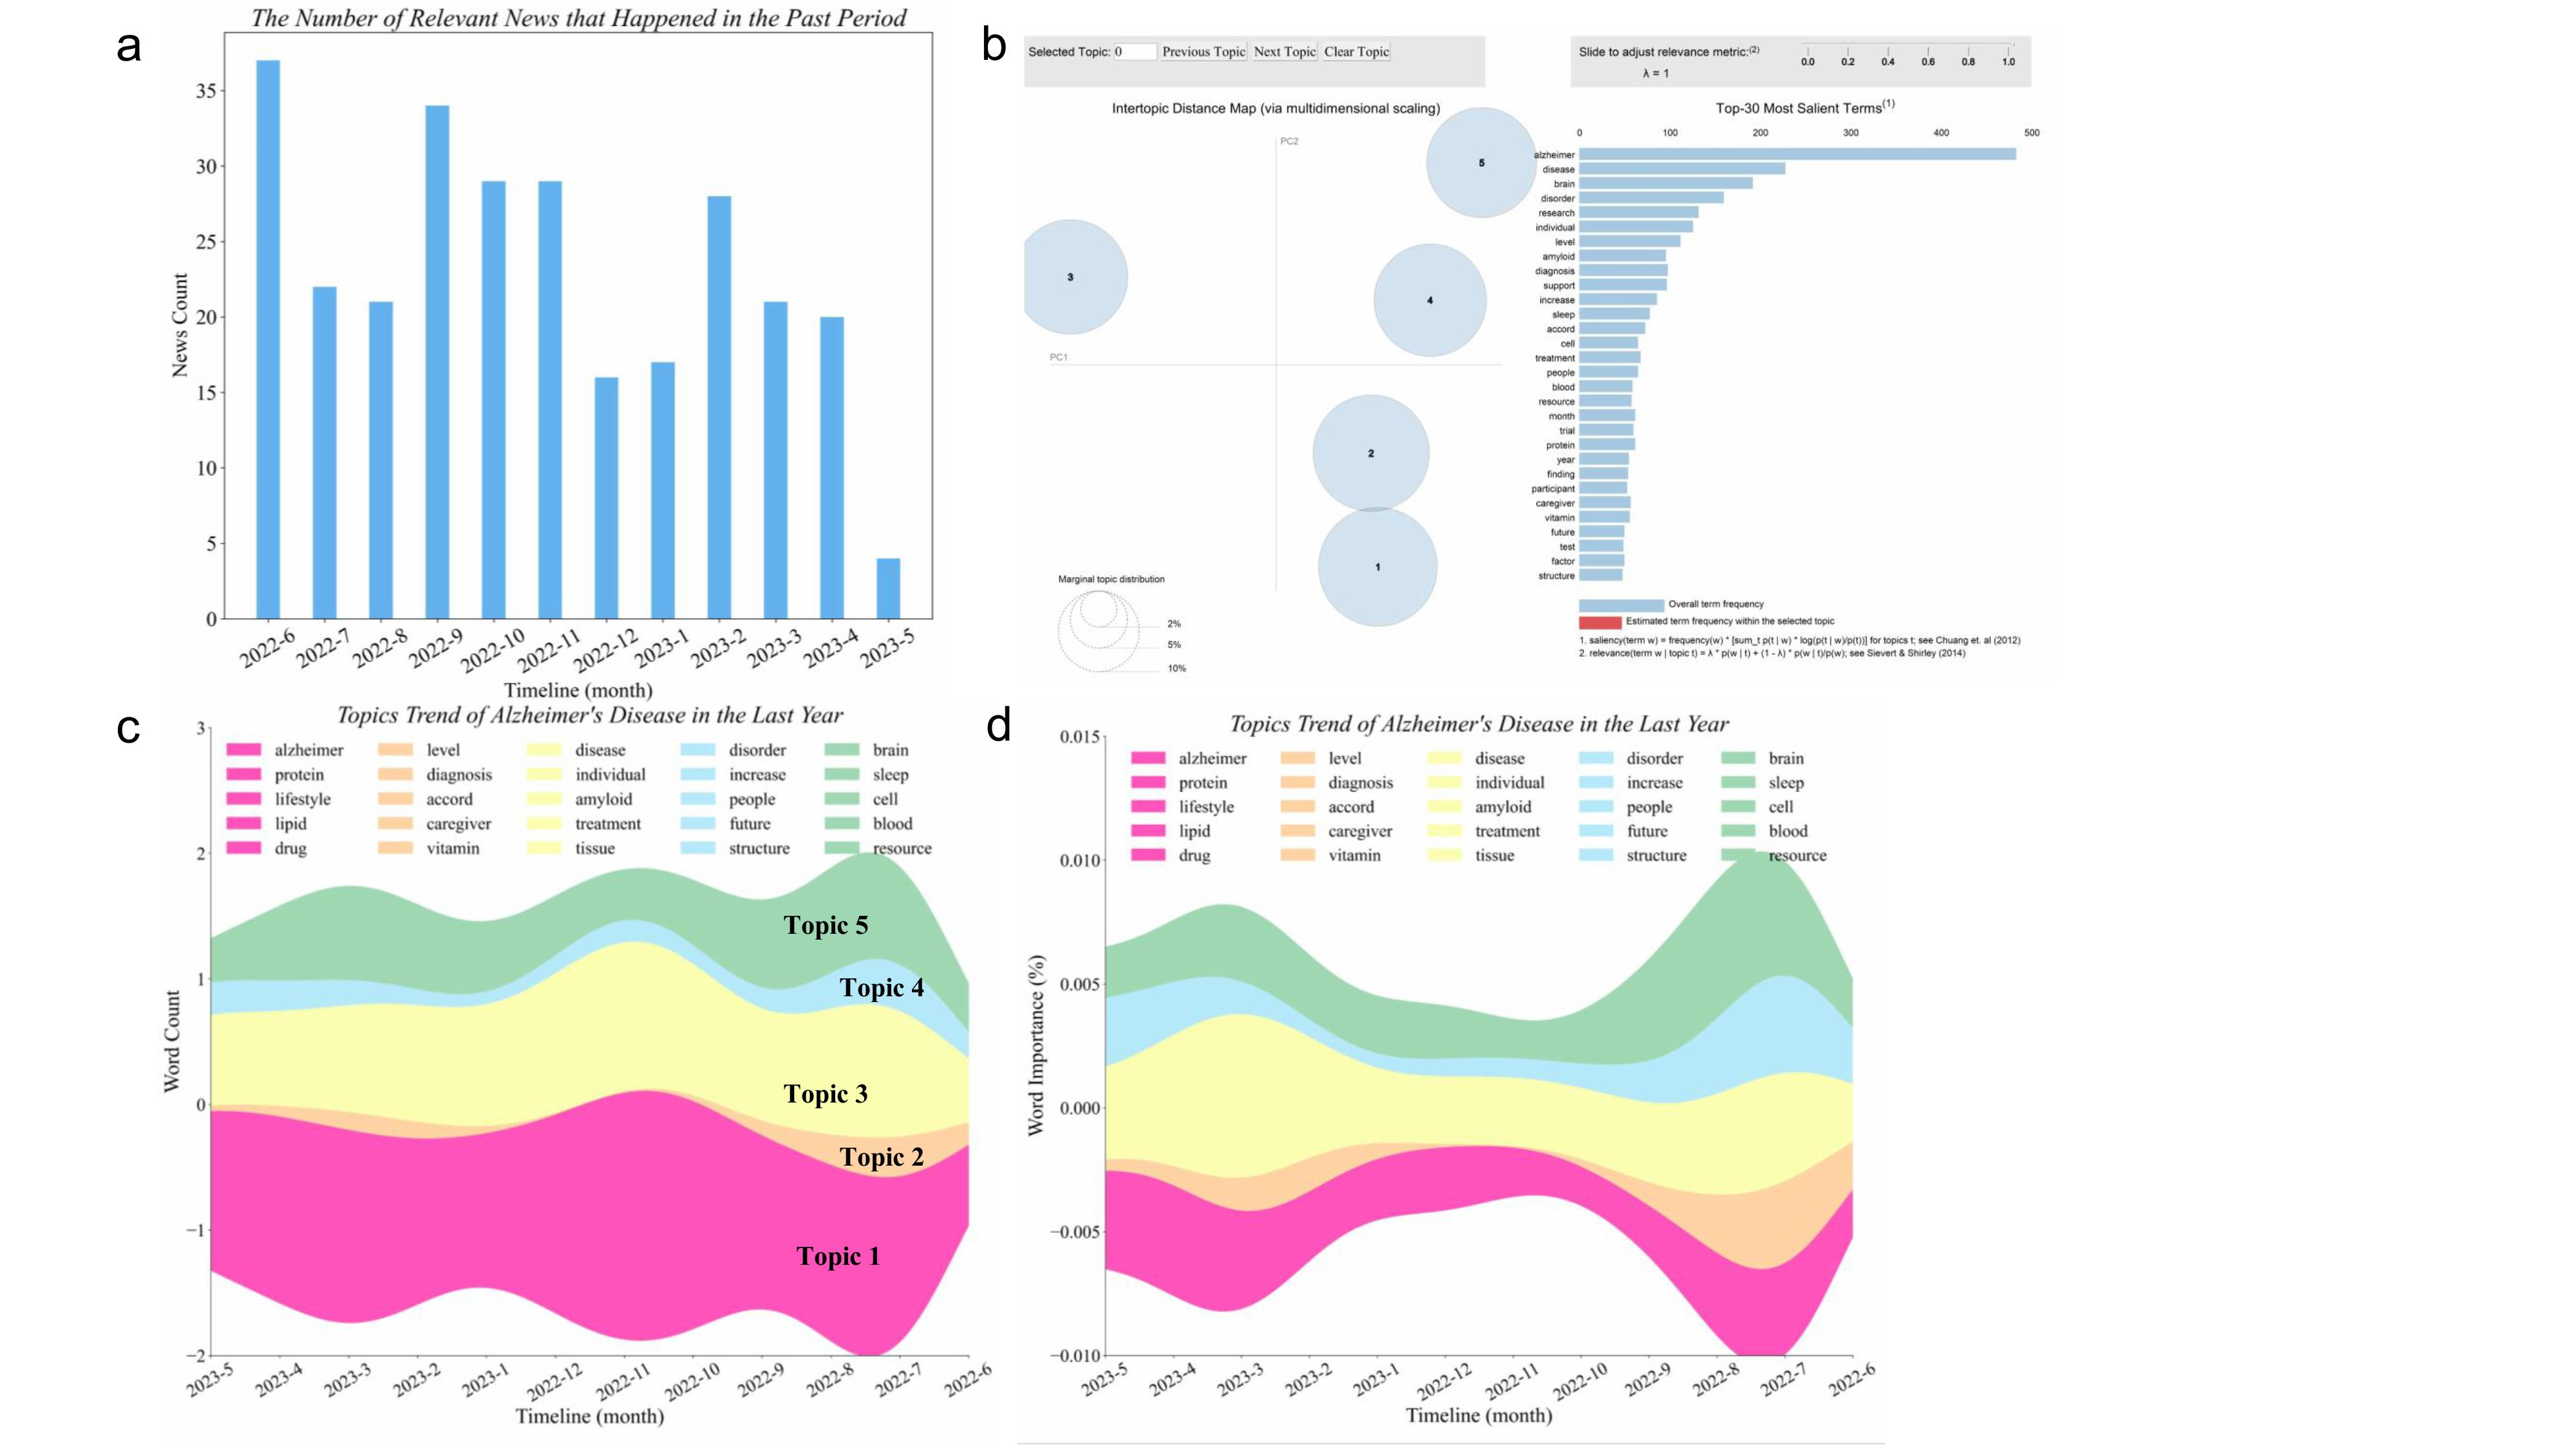 a
The Number of Relevant News that Happened in the Past Period
35
30
25
20
15
10
5
0
News Count
2022-6
2022-7
2022-8
2022-9
2022-10
2022-11
2022-12
2023-1
2023-2
2023-3
2023-4
2023-5
Timeline (month)
b
Selected Topic: 0 Previous Topic Next Topic Clear Topic
Slide to adjust relevance metric:(2)
λ = 1
0.0 0.2 0.4 0.6 0.8 1.0
Intertopic Distance Map (via multidimensional scaling)
PC2
PC1
5
3
4
2
1
Marginal topic distribution
2%
5%
10%
Top-30 Most Salient Terms(1)
0 100 200 300 400 500
alzheimer
disease
brain
disorder
research
individual
level
amyloid
diagnosis
support
increase
sleep
accord
cell
treatment
people
blood
resource
month
trial
protein
year
finding
participant
caregiver
vitamin
future
test
factor
structure
Overall term frequency
Estimated term frequency within the selected topic
1. saliency(term w) = frequency(w) * [sum_t p(t | w) * log(p(t | w)/p(t))] for topics t; see Chuang et. al (2012)
2. relevance(term w | topic t) = λ * p(w | t) + (1 - λ) * p(w | t)/p(w); see Sievert & Shirley (2014)
c
Topics Trend of Alzheimer's Disease in the Last Year
alzheimer level disease disorder brain
protein diagnosis individual increase sleep
lifestyle accord amyloid people cell
lipid caregiver treatment future blood
drug vitamin tissue structure resource
3
2
1
0
−1
−2
Word Count
Topic 5
Topic 4
Topic 3
Topic 2
Topic 1
2023-5
2023-4
2023-3
2023-2
2023-1
2022-12
2022-11
2022-10
2022-9
2022-8
2022-7
2022-6
Timeline (month)
d
Topics Trend of Alzheimer's Disease in the Last Year
alzheimer level disease disorder brain
protein diagnosis individual increase sleep
lifestyle accord amyloid people cell
lipid caregiver treatment future blood
drug vitamin tissue structure resource
0.015
0.010
0.005
0.000
−0.005
−0.010
Word Importance (%)
2023-5
2023-4
2023-3
2023-2
2023-1
2022-12
2022-11
2022-10
2022-9
2022-8
2022-7
2022-6
Timeline (month)